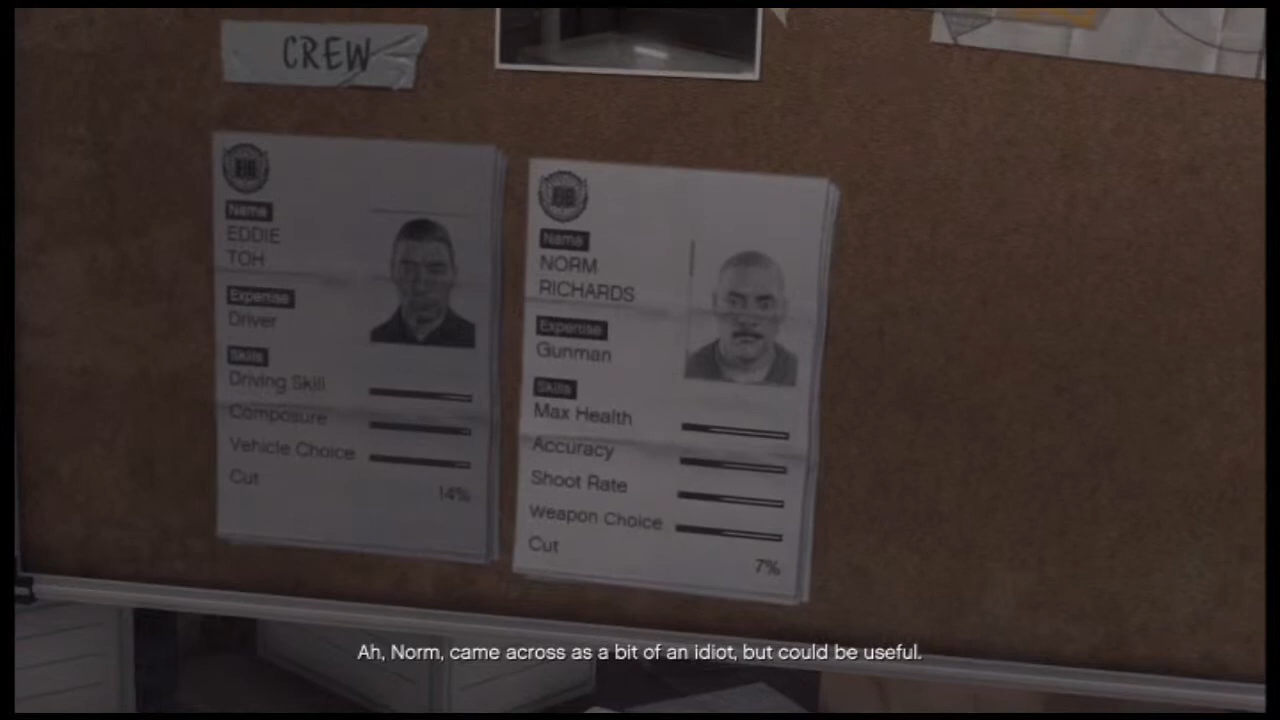 CREW
Name
EDDIE
TOH
Expertise
Driver
Skills
Driving Skill
Composure
Vehicle Choice
Cut
14%
Name
NORM
RICHARDS
Expertise
Gunman
Skills
Max Health
Accuracy
Shoot Rate
Weapon Choice
Cut
7%
Ah, Norm, came across as a bit of an idiot, but could be useful.